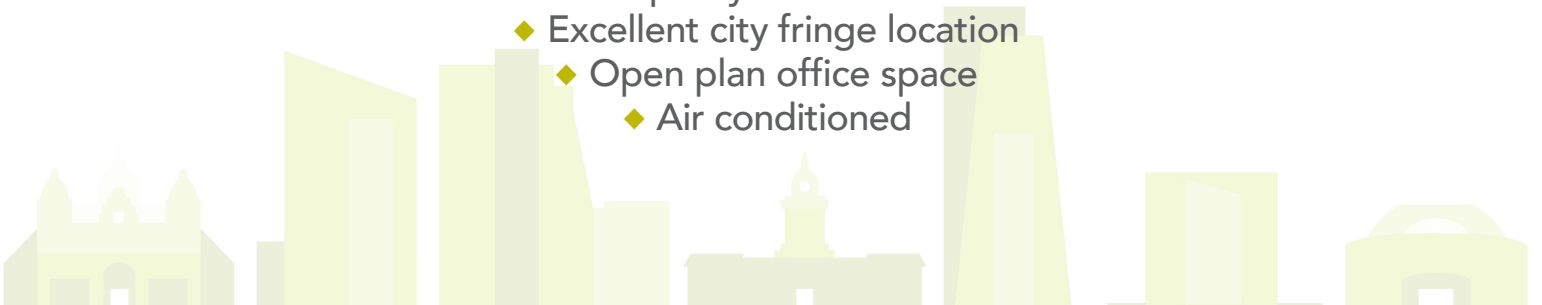 ◆ Excellent city fringe location
◆ Open plan office space
◆ Air conditioned